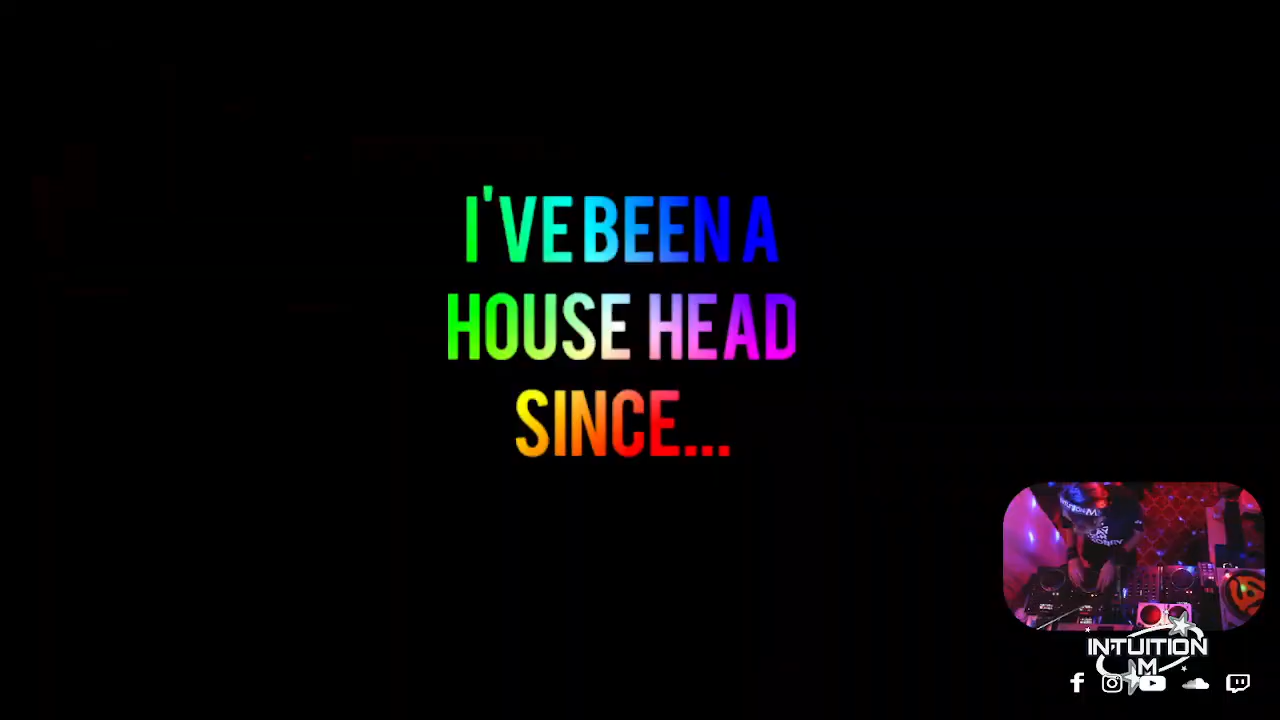 I'VE BEEN A
HOUSE HEAD
SINCE...
INTUITION
M